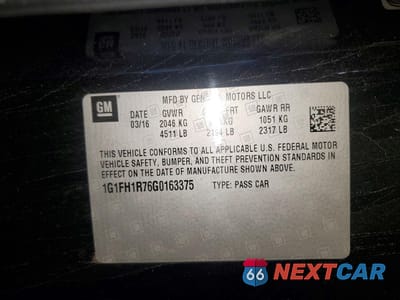 GM
MFD BY GENERAL MOTORS LLC
DATE GVWR GAWR RR
03/16 2046 KG KG 1051 KG
4511 LB LB 2317 LB
THIS VEHICLE CONFORMS TO ALL APPLICABLE U.S. FEDERAL MOTOR
VEHICLE SAFETY, BUMPER, AND THEFT PREVENTION STANDARDS IN
EFFECT ON THE DATE OF MANUFACTURE SHOWN ABOVE.
1G1FH1R76G0163375 TYPE: PASS CAR
66 NEXTCAR